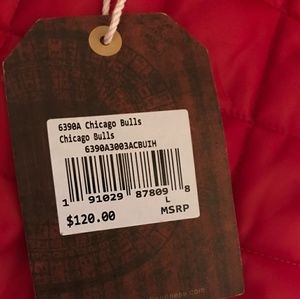 6390A Chicago Bulls
Chicago Bulls
6390A3003ACBUIH
1 91029 87809 8
L
$120.00 MSRP